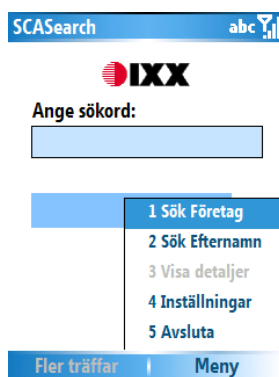 SCASearch abc
IXX
Ange sökord:
1 Sök Företag
2 Sök Efternamn
3 Visa detaljer
4 Inställningar
5 Avsluta
Fler träffar Meny